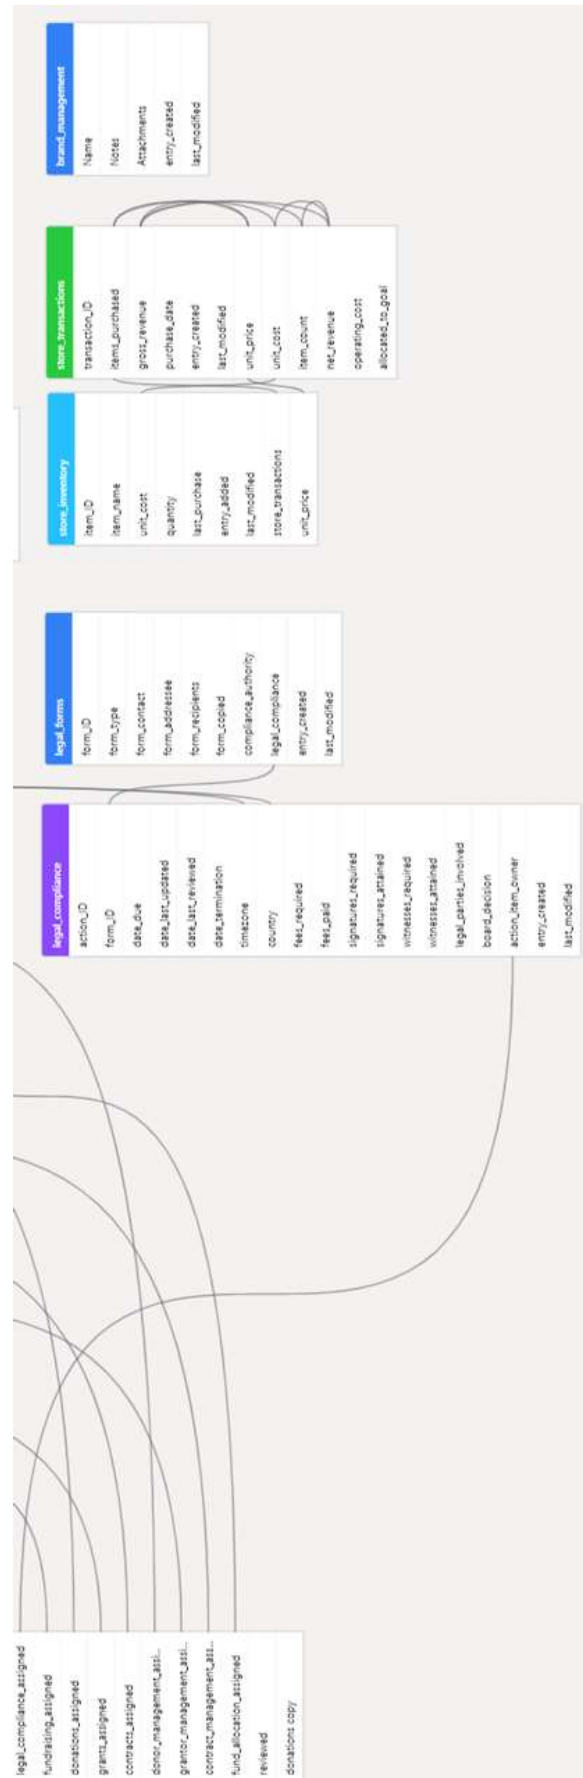 brand_management
Name
Notes
Attachments
entry_created
last_modified
store_transactions
transaction_ID
items_purchased
gross_revenue
purchase_date
entry_created
last_modified
unit_price
unit_cost
item_count
net_revenue
operating_cost
allocated_to_goal
store_inventory
item_ID
item_name
unit_cost
quantity
last_purchase
entry_added
last_modified
store_transactions
unit_price
legal_forms
form_ID
form_type
form_contact
form_addressee
form_recipients
form_copied
compliance_authority
legal_compliance
entry_created
last_modified
legal_compliance
action_ID
form_ID
date_due
date_last_updated
date_last_reviewed
date_termination
timezone
country
fees_required
fees_paid
signatures_required
signatures_attained
witnesses_required
witnesses_attained
legal_parties_involved
board_decision
action_item_owner
entry_created
last_modified
legal_compliance_assigned
fundraising_assigned
donations_assigned
grants_assigned
contracts_assigned
donor_management_assi...
grantor_management_assi...
contract_management_ass...
fund_allocation_assigned
reviewed
donations copy